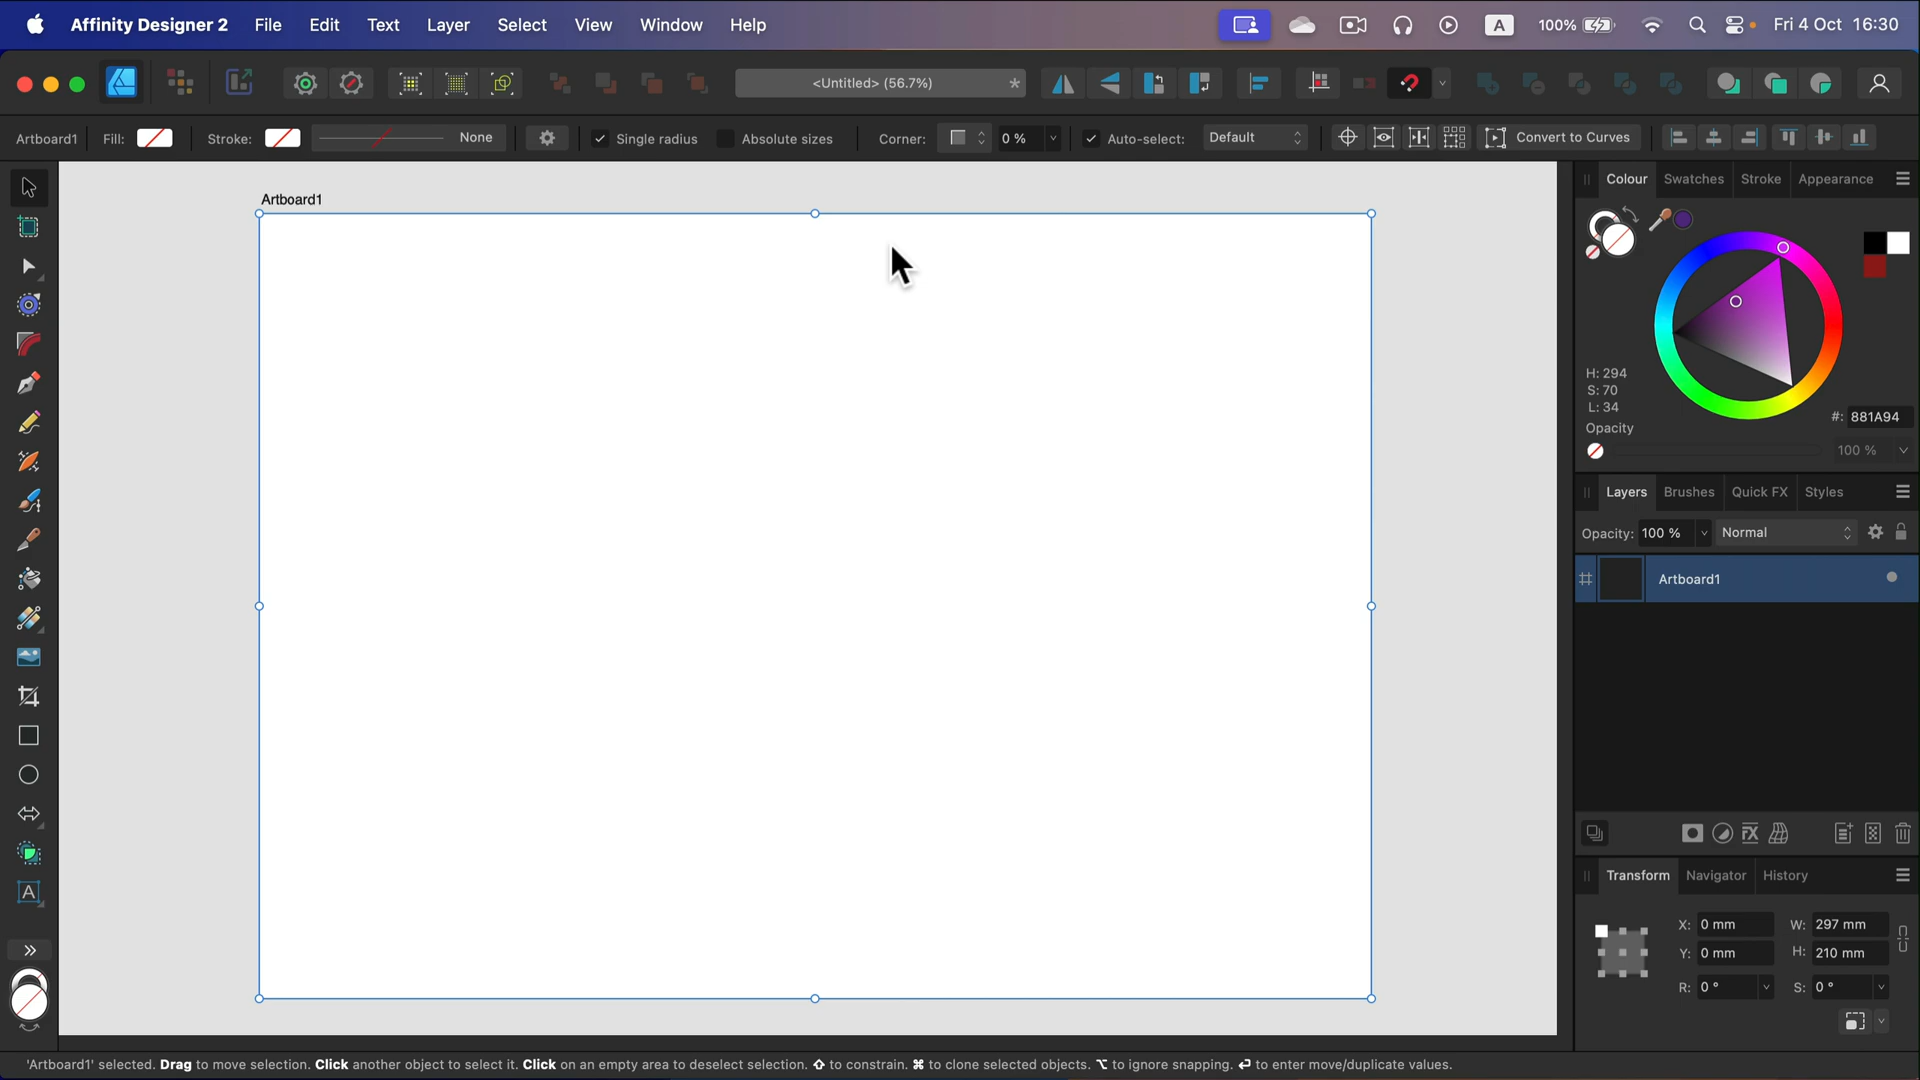 Affinity Designer 2 File Edit Text Layer Select View Window Help A 100% Fri 4 Oct 16:30
<Untitled> (56.7%) *
Artboard1 Fill: Stroke: None Single radius Absolute sizes Corner: 0 % Auto-select: Default Convert to Curves
Artboard1
Colour Swatches Stroke Appearance
H: 294
S: 70
L: 34
#: 881A94
Opacity
100 %
Layers Brushes Quick FX Styles
Opacity: 100 % Normal
Artboard1
FX
Transform Navigator History
X: 0 mm W: 297 mm
Y: 0 mm H: 210 mm
R: 0 ° S: 0 °
A
'Artboard1' selected. Drag to move selection. Click another object to select it. Click on an empty area to deselect selection. ⇧ to constrain. ⌘ to clone selected objects. ⌥ to ignore snapping. ↩ to enter move/duplicate values.